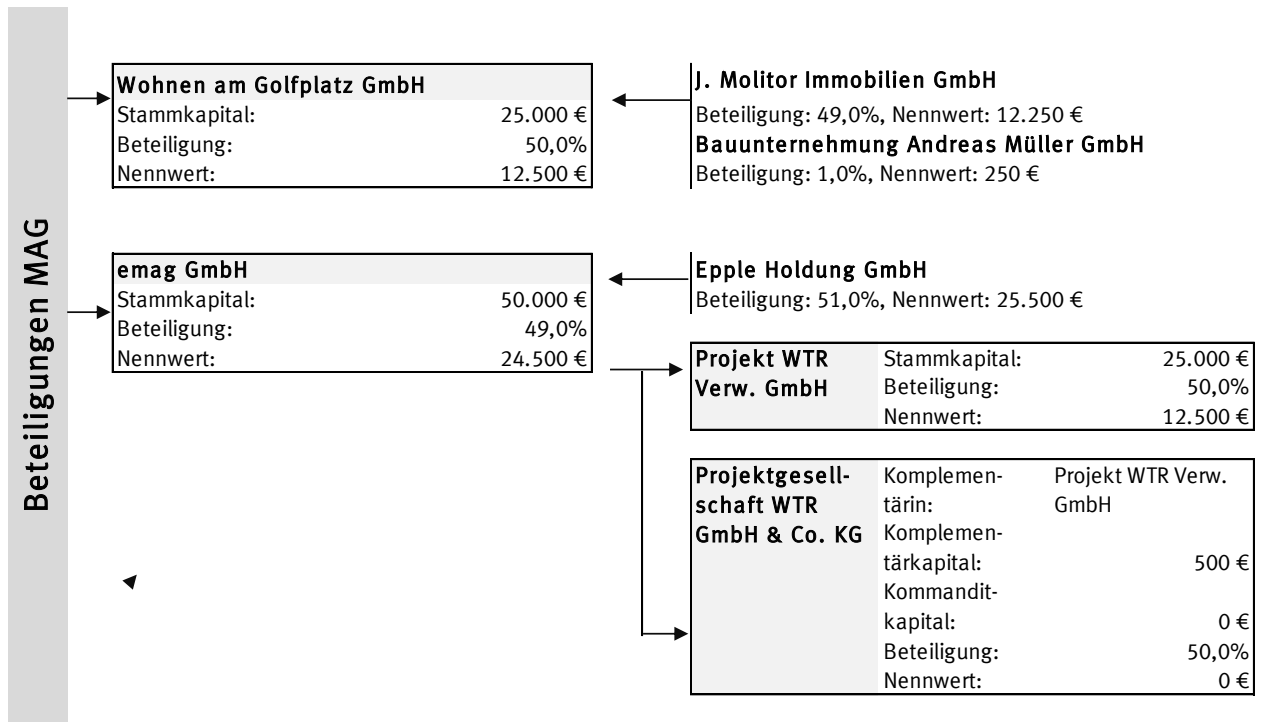 Beteiligungen MAG
Wohnen am Golfplatz GmbH
Stammkapital: 25.000 €
Beteiligung: 50,0%
Nennwert: 12.500 €
J. Molitor Immobilien GmbH
Beteiligung: 49,0%, Nennwert: 12.250 €
Bauunternehmung Andreas Müller GmbH
Beteiligung: 1,0%, Nennwert: 250 €
emag GmbH
Stammkapital: 50.000 €
Beteiligung: 49,0%
Nennwert: 24.500 €
Epple Holdung GmbH
Beteiligung: 51,0%, Nennwert: 25.500 €
Projekt WTR
Verw. GmbH
Stammkapital: 25.000 €
Beteiligung: 50,0%
Nennwert: 12.500 €
Projektgesell-
schaft WTR
GmbH & Co. KG
Komplemen- Projekt WTR Verw.
tärin: GmbH
Komplemen-
tärkapital: 500 €
Kommandit-
kapital: 0 €
Beteiligung: 50,0%
Nennwert: 0 €